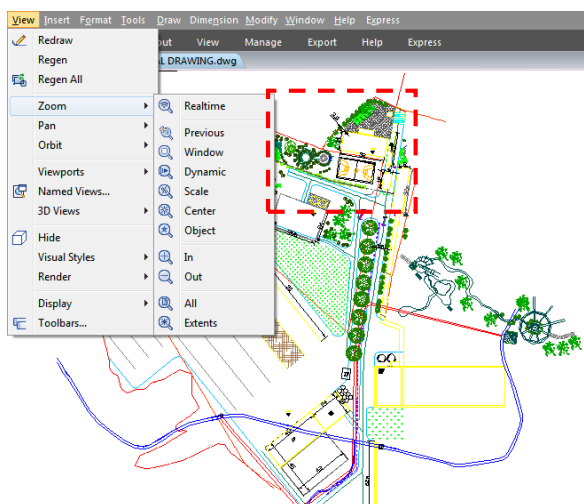 View Insert Format Tools Draw Dimension Modify Window Help Express
out View Manage Export Help Express
AL DRAWING.dwg
Redraw
Regen
Regen All
Zoom
Pan
Orbit
Viewports
Named Views...
3D Views
Hide
Visual Styles
Render
Display
Toolbars...
Realtime
Previous
Window
Dynamic
Scale
Center
Object
In
Out
All
Extents